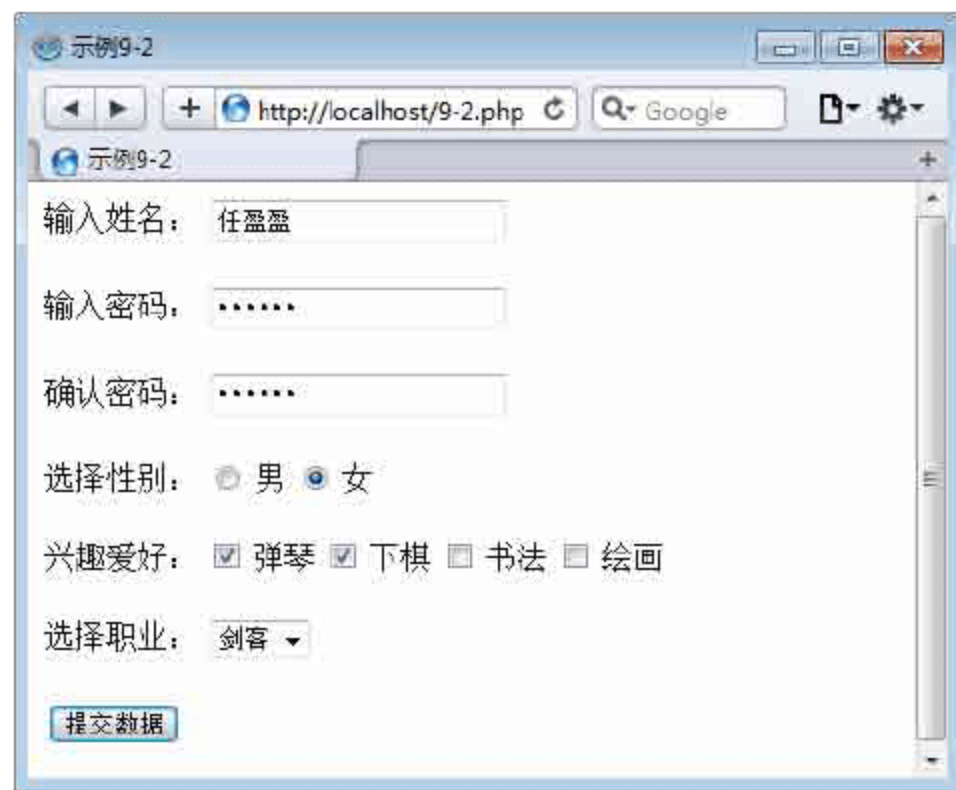 示例9-2
http://localhost/9-2.php Google
示例9-2
输入姓名： 任盈盈
输入密码： ••••••
确认密码： ••••••
选择性别： 男 女
兴趣爱好： 弹琴 下棋 书法 绘画
选择职业： 剑客
提交数据